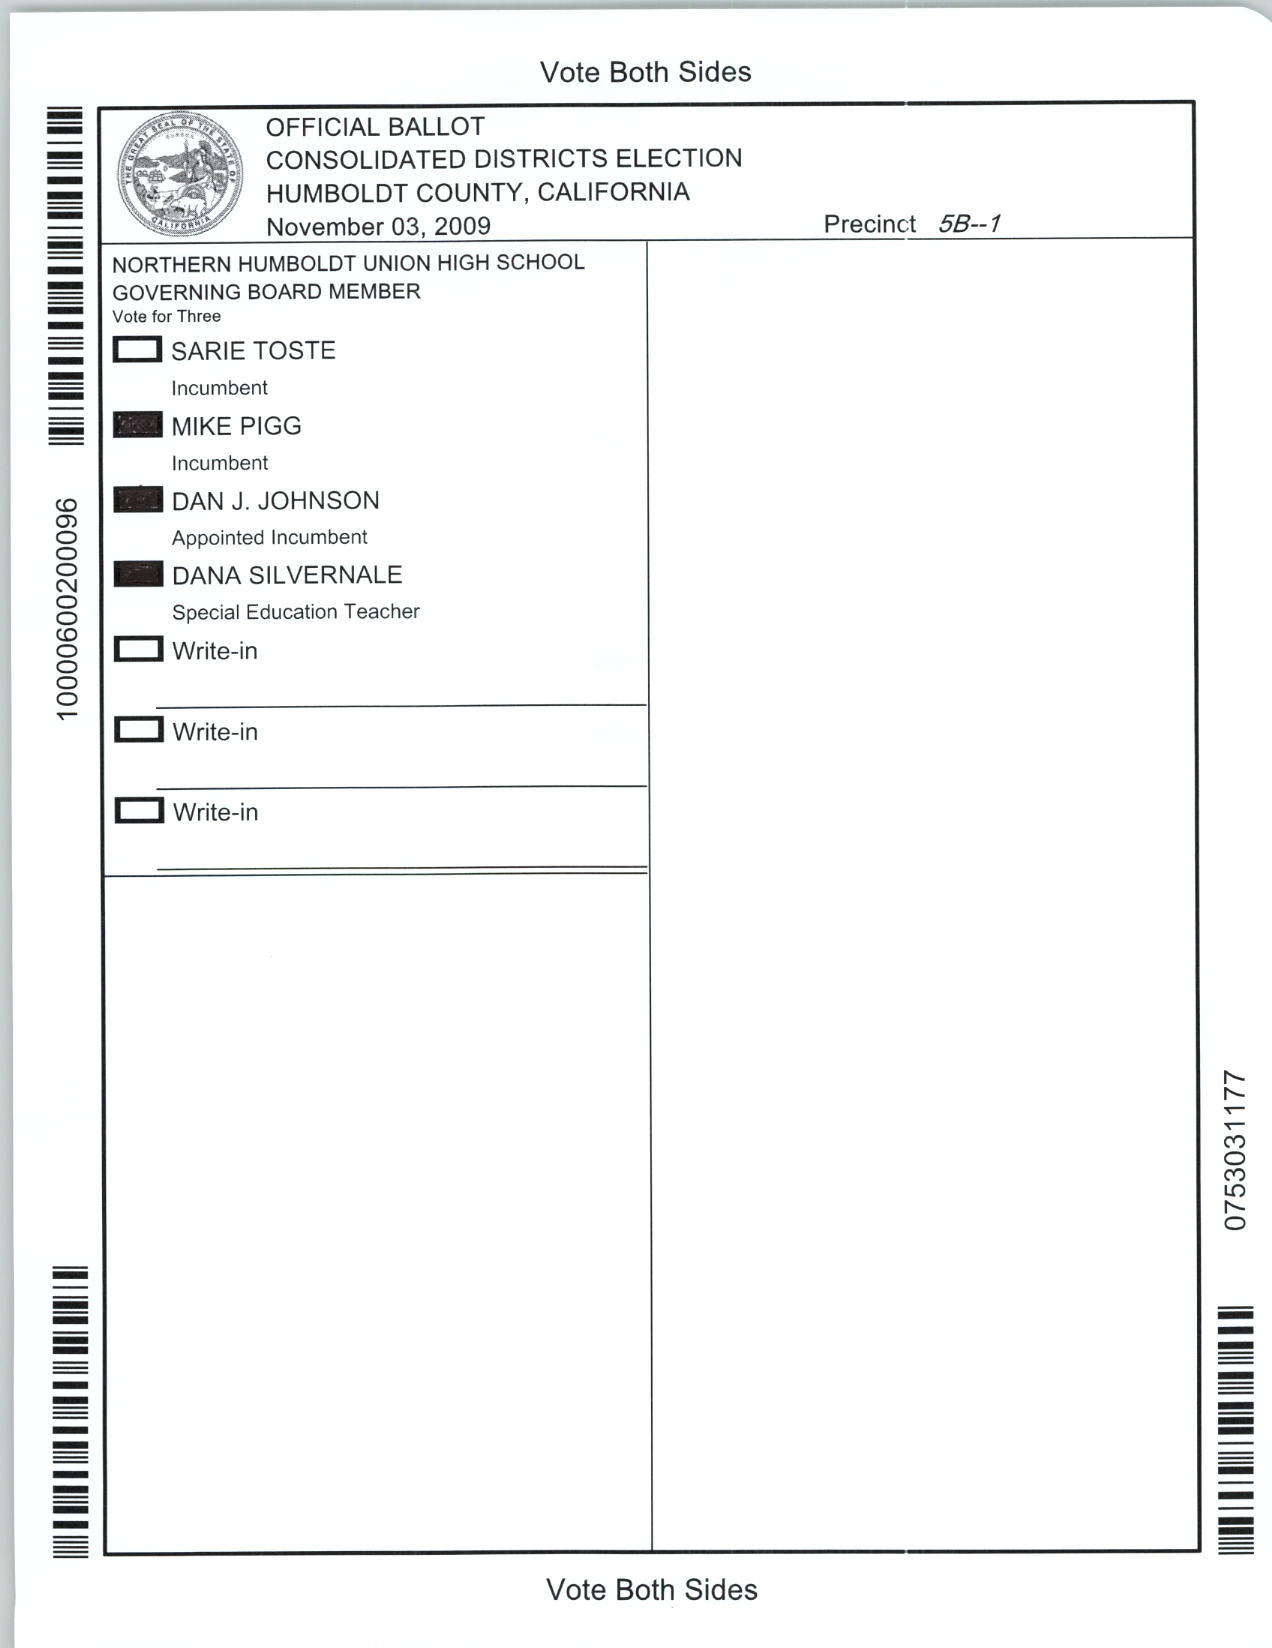 Vote Both Sides
THE GREAT SEAL OF THE STATE OF CALIFORNIA
EUREKA
OFFICIAL BALLOT
CONSOLIDATED DISTRICTS ELECTION
HUMBOLDT COUNTY, CALIFORNIA
November 03, 2009
Precinct 5B--1
NORTHERN HUMBOLDT UNION HIGH SCHOOL
GOVERNING BOARD MEMBER
Vote for Three
SARIE TOSTE
Incumbent
MIKE PIGG
Incumbent
DAN J. JOHNSON
Appointed Incumbent
DANA SILVERNALE
Special Education Teacher
Write-in
Write-in
Write-in
100060200096
0753031177
Vote Both Sides